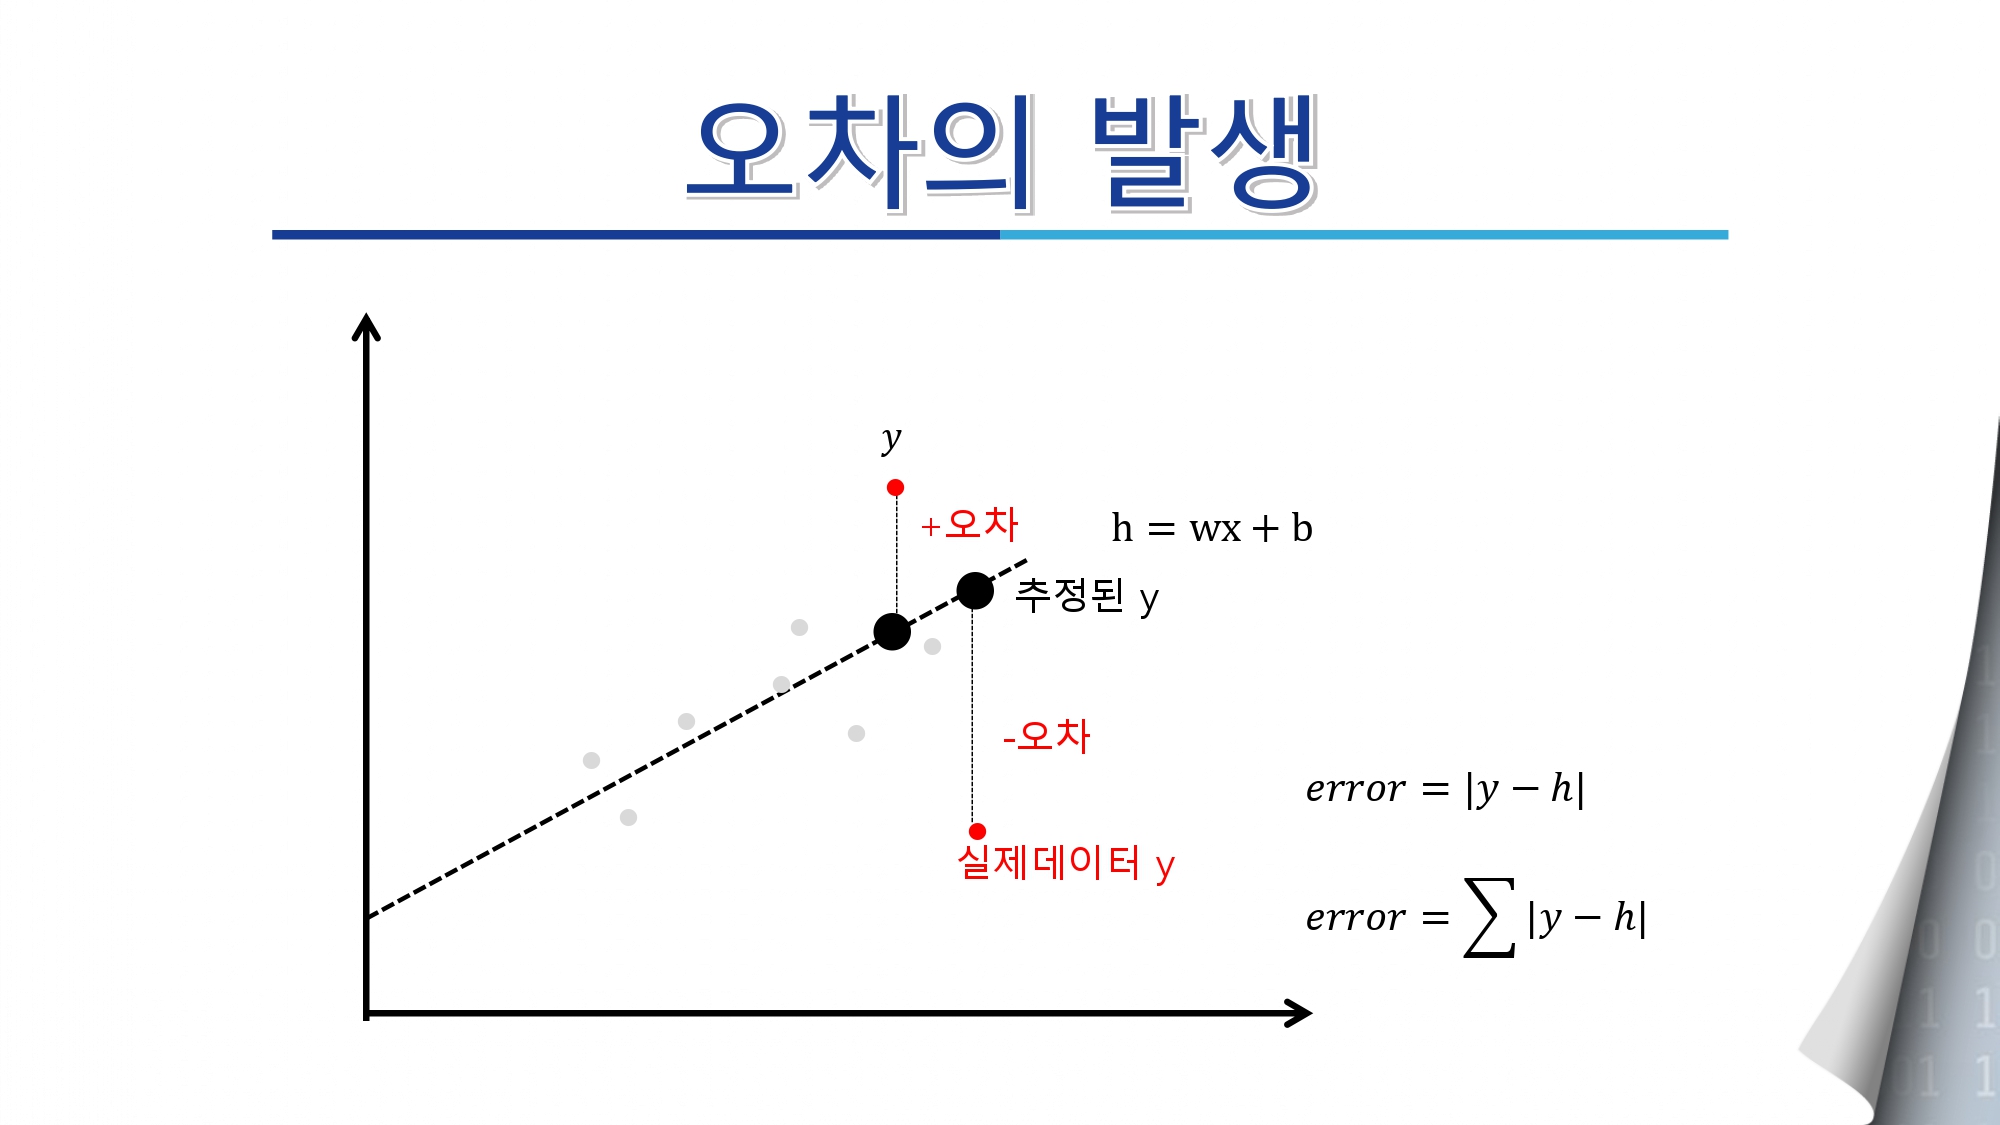 오차의 발생
y
+오차
h = wx + b
추정된 y
-오차
실제데이터 y
error = |y − h|
error = ∑|y − h|